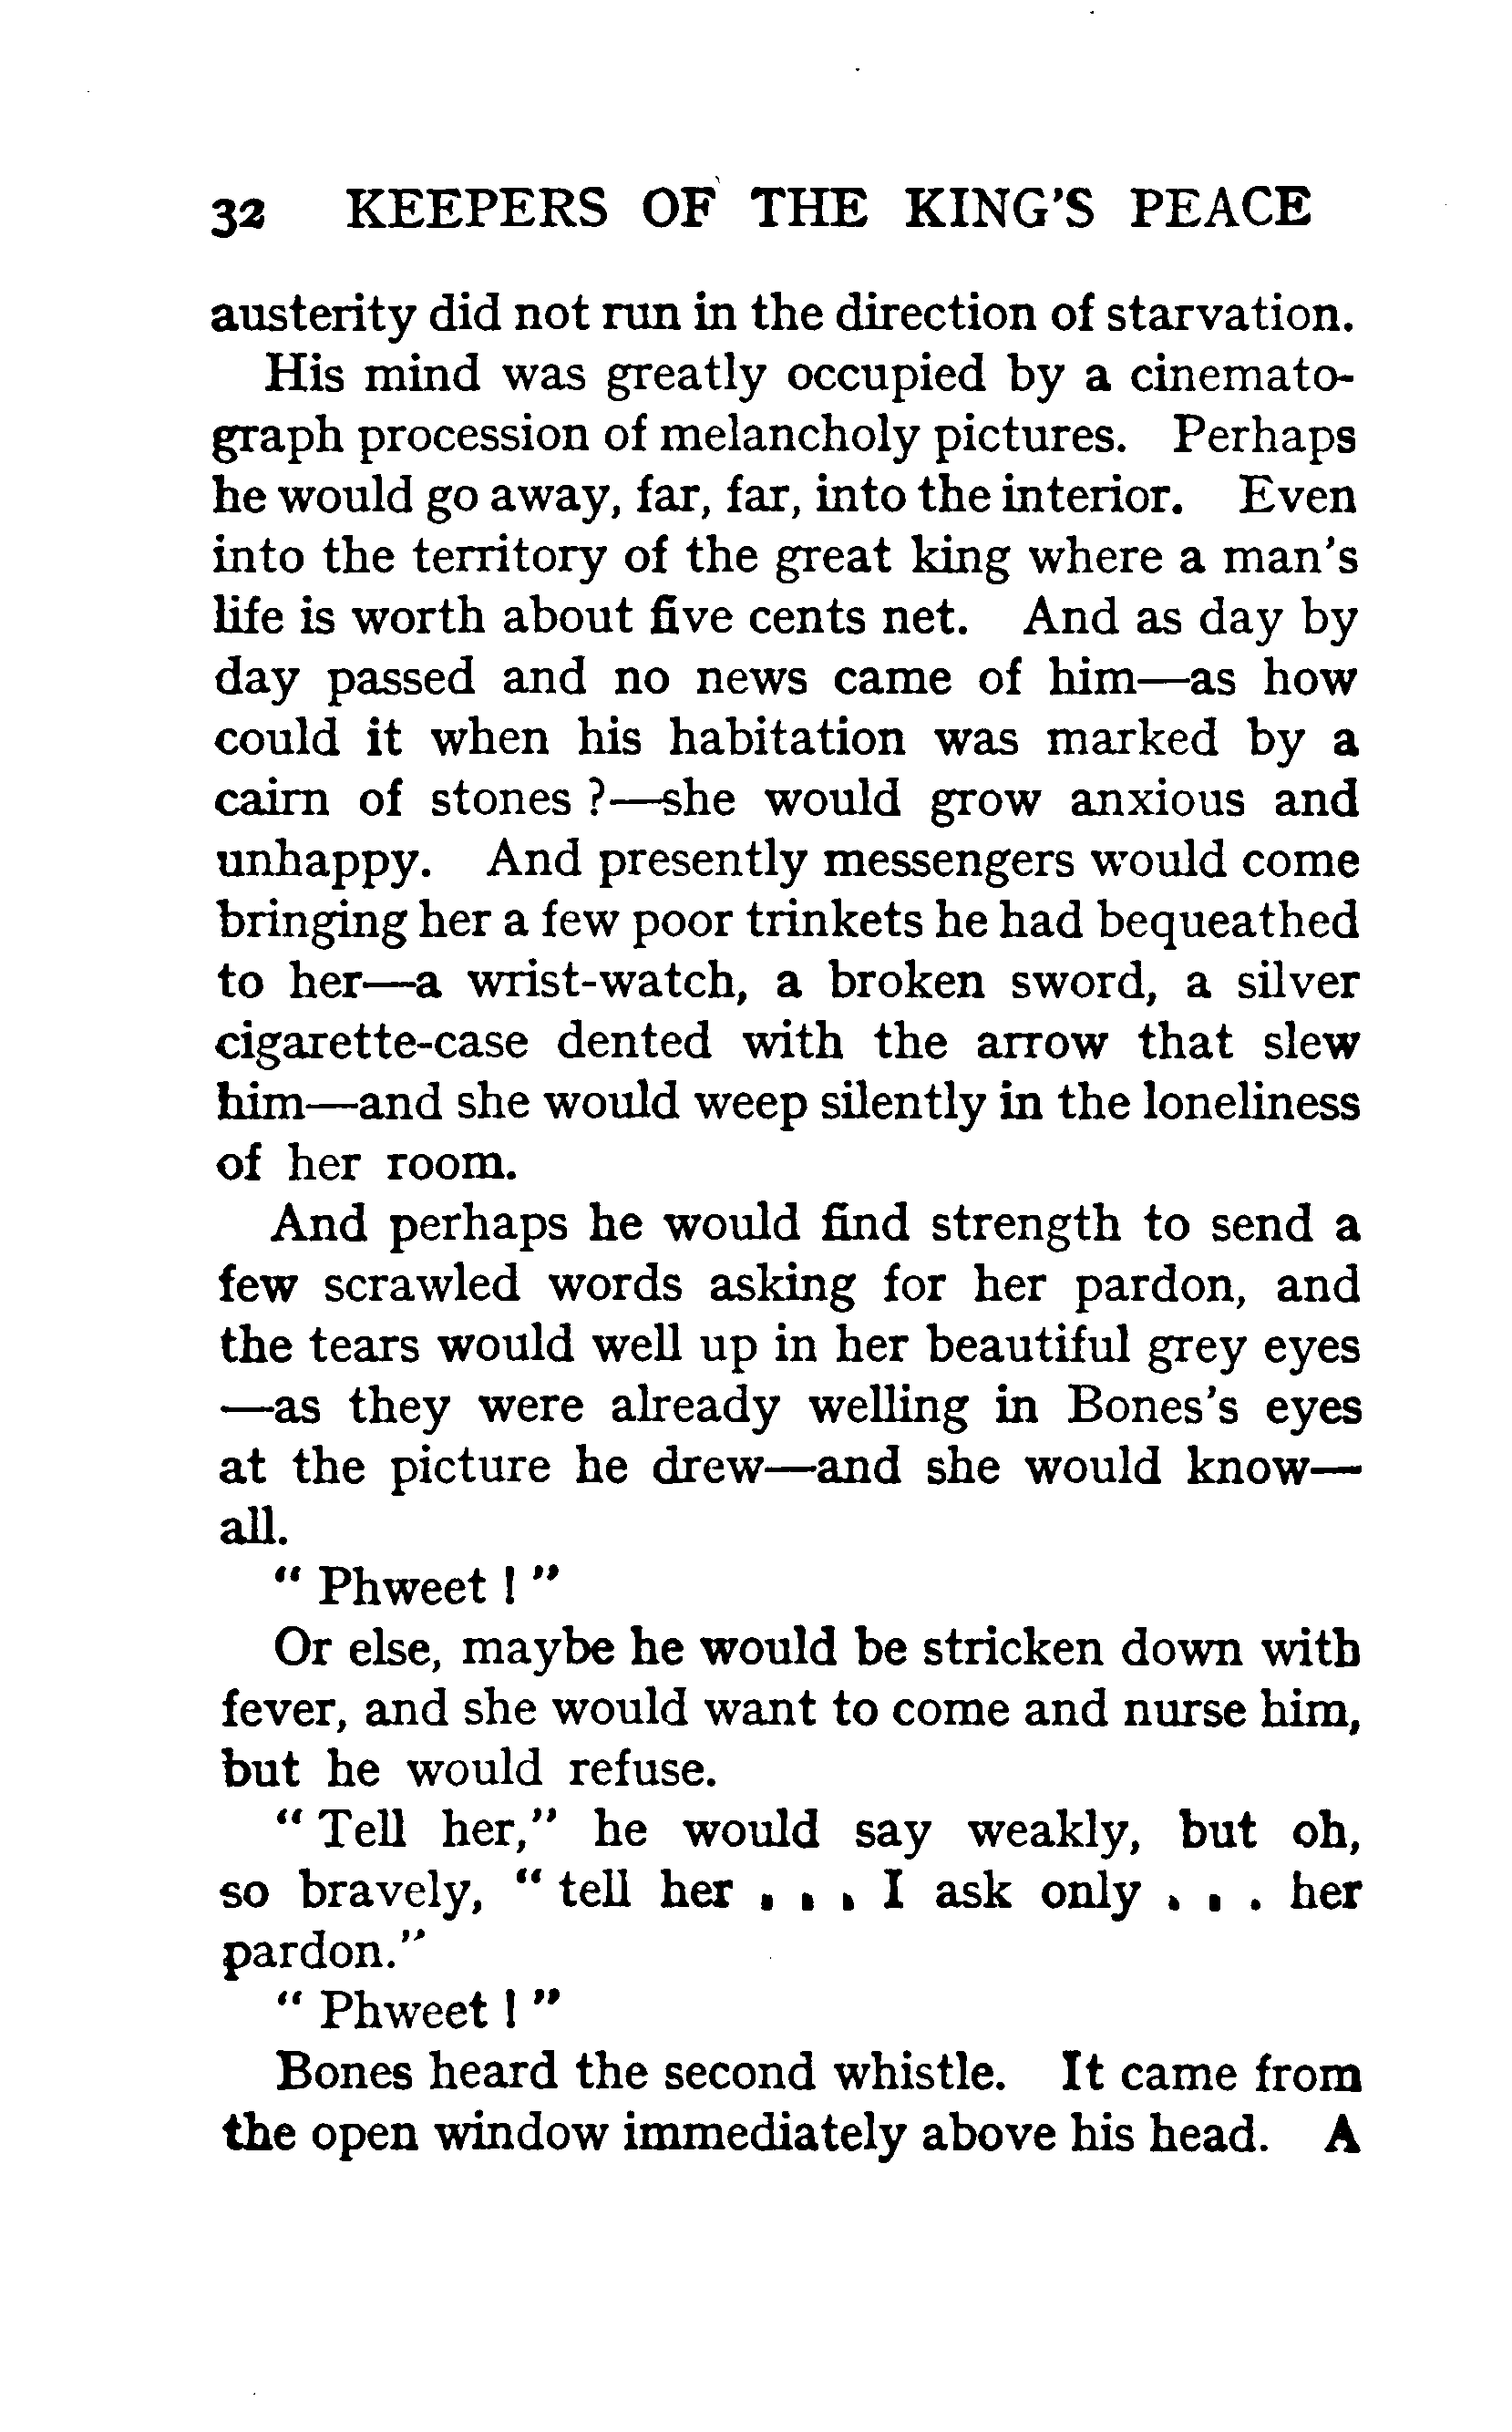 32 KEEPERS OF THE KING'S PEACE
austerity did not run in the direction of starvation.
His mind was greatly occupied by a cinemato-
graph procession of melancholy pictures. Perhaps
he would go away, far, far, into the interior. Even
into the territory of the great king where a man's
life is worth about five cents net. And as day by
day passed and no news came of him—as how
could it when his habitation was marked by a
cairn of stones ?—she would grow anxious and
unhappy. And presently messengers would come
bringing her a few poor trinkets he had bequeathed
to her—a wrist-watch, a broken sword, a silver
cigarette-case dented with the arrow that slew
him—and she would weep silently in the loneliness
of her room.
And perhaps he would find strength to send a
few scrawled words asking for her pardon, and
the tears would well up in her beautiful grey eyes
—as they were already welling in Bones's eyes
at the picture he drew—and she would know—
all.
" Phweet ! "
Or else, maybe he would be stricken down with
fever, and she would want to come and nurse him,
but he would refuse.
" Tell her," he would say weakly, but oh,
so bravely, " tell her . . . I ask only . . . her
pardon."
" Phweet ! "
Bones heard the second whistle. It came from
the open window immediately above his head. A